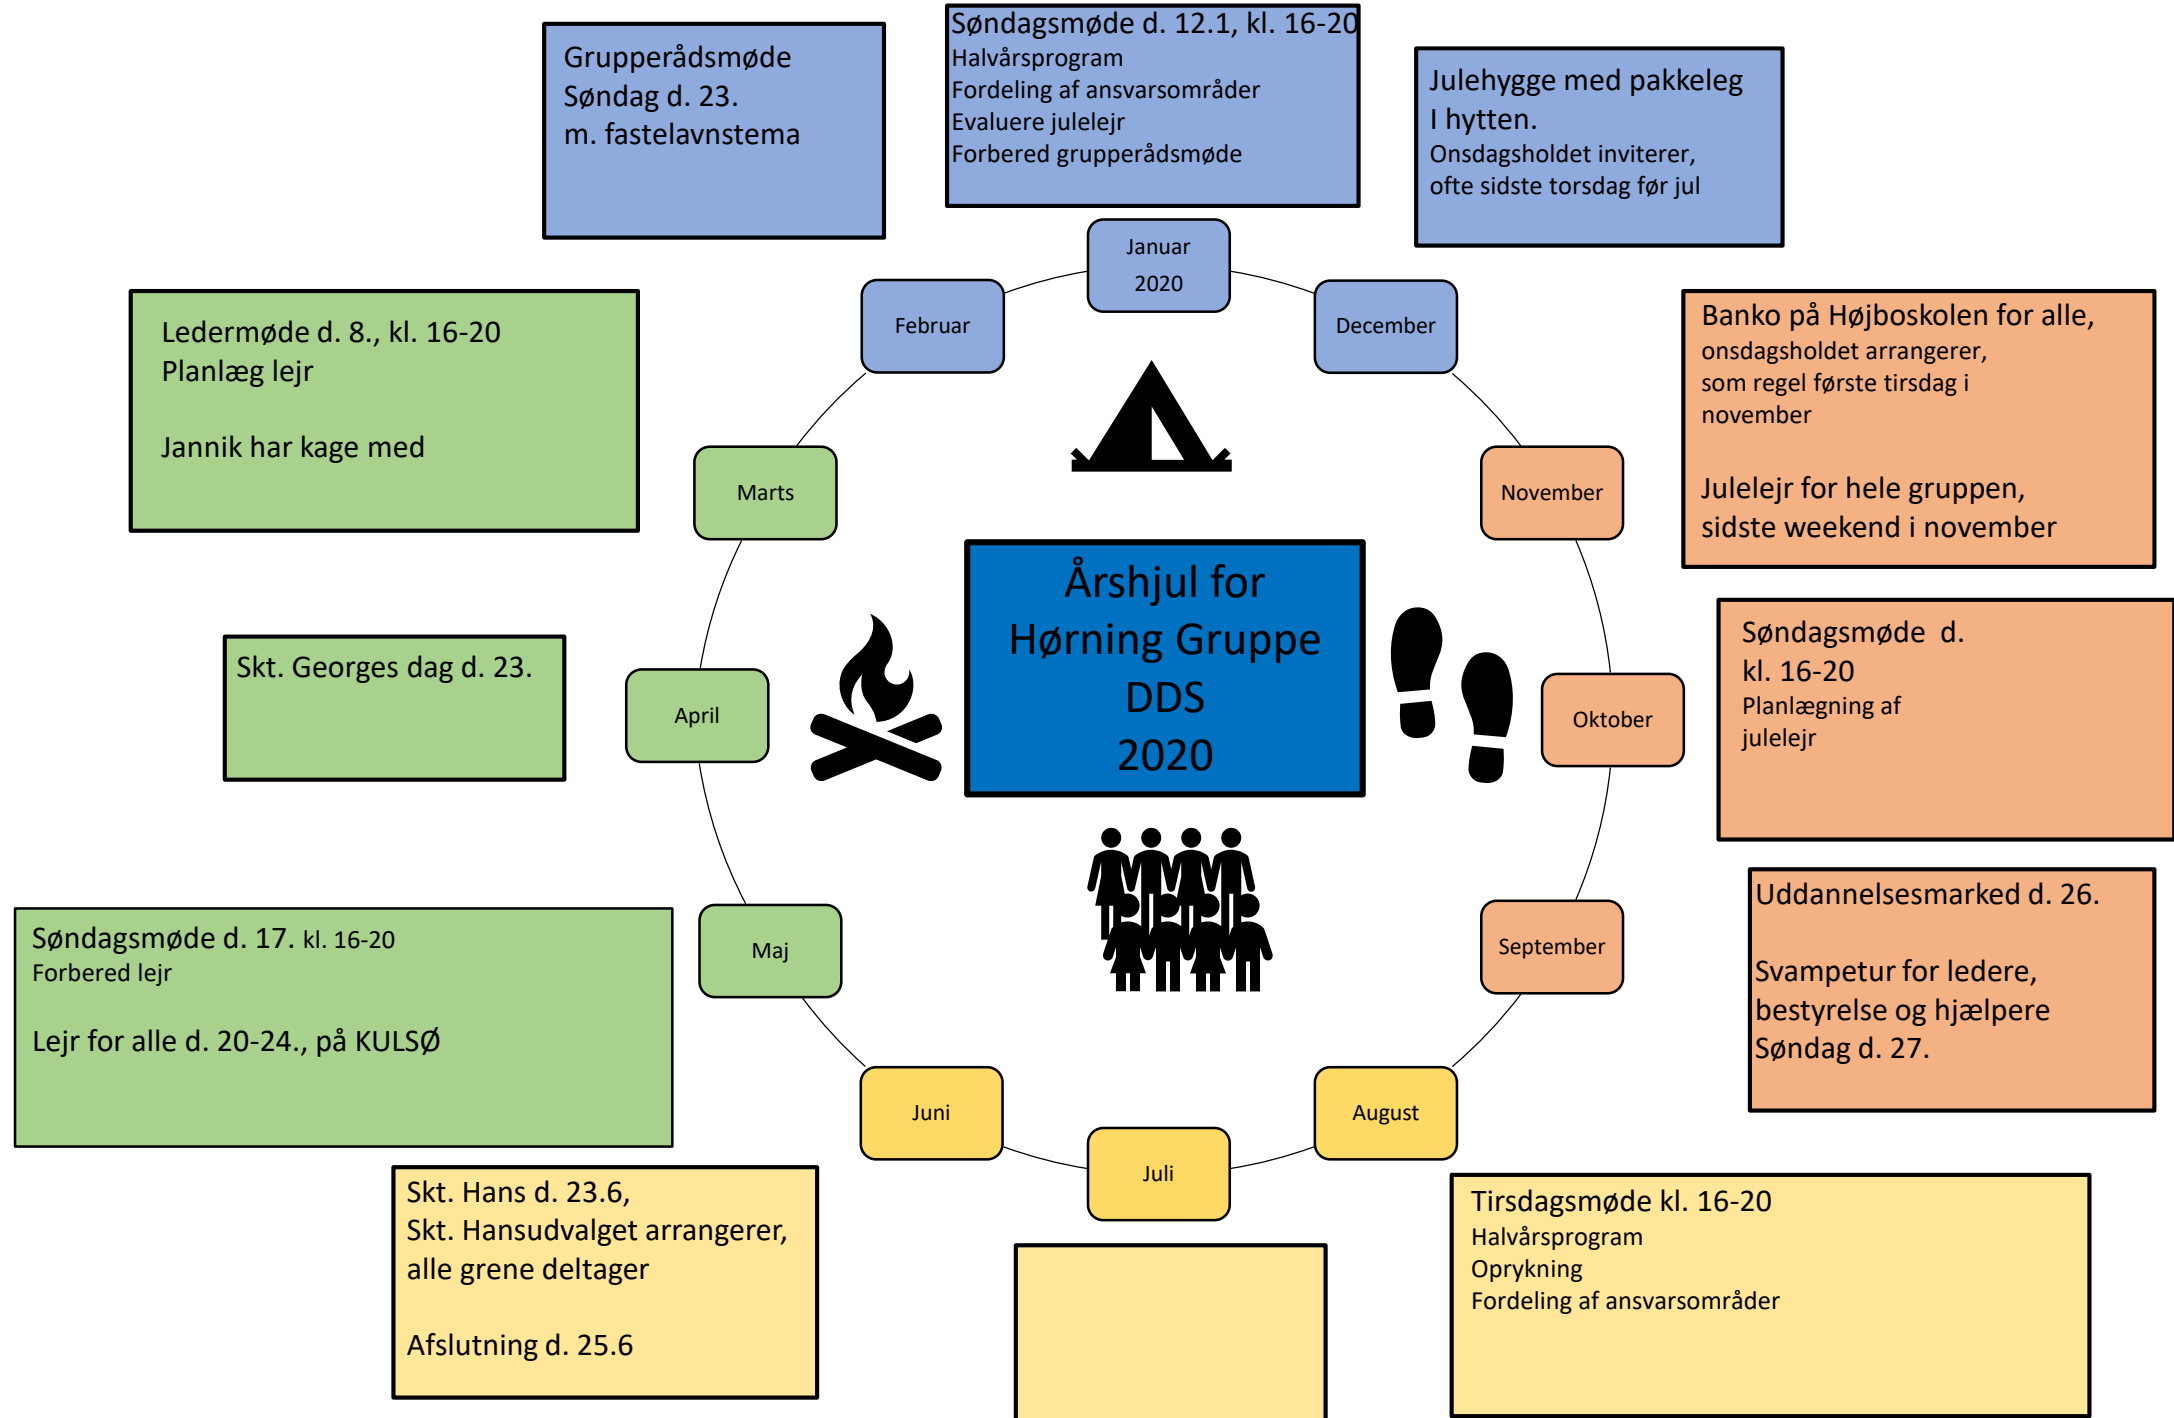 Grupperådsmøde
Søndag d. 23.
m. fastelavnstema
Søndagsmøde d. 12.1, kl. 16-20
Halvårsprogram
Fordeling af ansvarsområder
Evaluere julelejr
Forbered grupperådsmøde
Julehygge med pakkeleg
I hytten.
Onsdagsholdet inviterer,
ofte sidste torsdag før jul
Januar
2020
Februar
December
Ledermøde d. 8., kl. 16-20
Planlæg lejr
Jannik har kage med
Banko på Højboskolen for alle,
onsdagsholdet arrangerer,
som regel første tirsdag i
november
Julelejr for hele gruppen,
sidste weekend i november
Marts
November
Årshjul for
Hørning Gruppe
DDS
2020
Skt. Georges dag d. 23.
April
Oktober
Søndagsmøde  d.
kl. 16-20
Planlægning af
julelejr
Søndagsmøde d. 17. kl. 16-20
Forbered lejr
Lejr for alle d. 20-24., på KULSØ
Maj
September
Uddannelsesmarked d. 26.
Svampetur for ledere,
bestyrelse og hjælpere
Søndag d. 27.
Juni
August
Juli
Skt. Hans d. 23.6,
Skt. Hansudvalget arrangerer,
alle grene deltager
Afslutning d. 25.6
Tirsdagsmøde kl. 16-20
Halvårsprogram
Oprykning
Fordeling af ansvarsområder